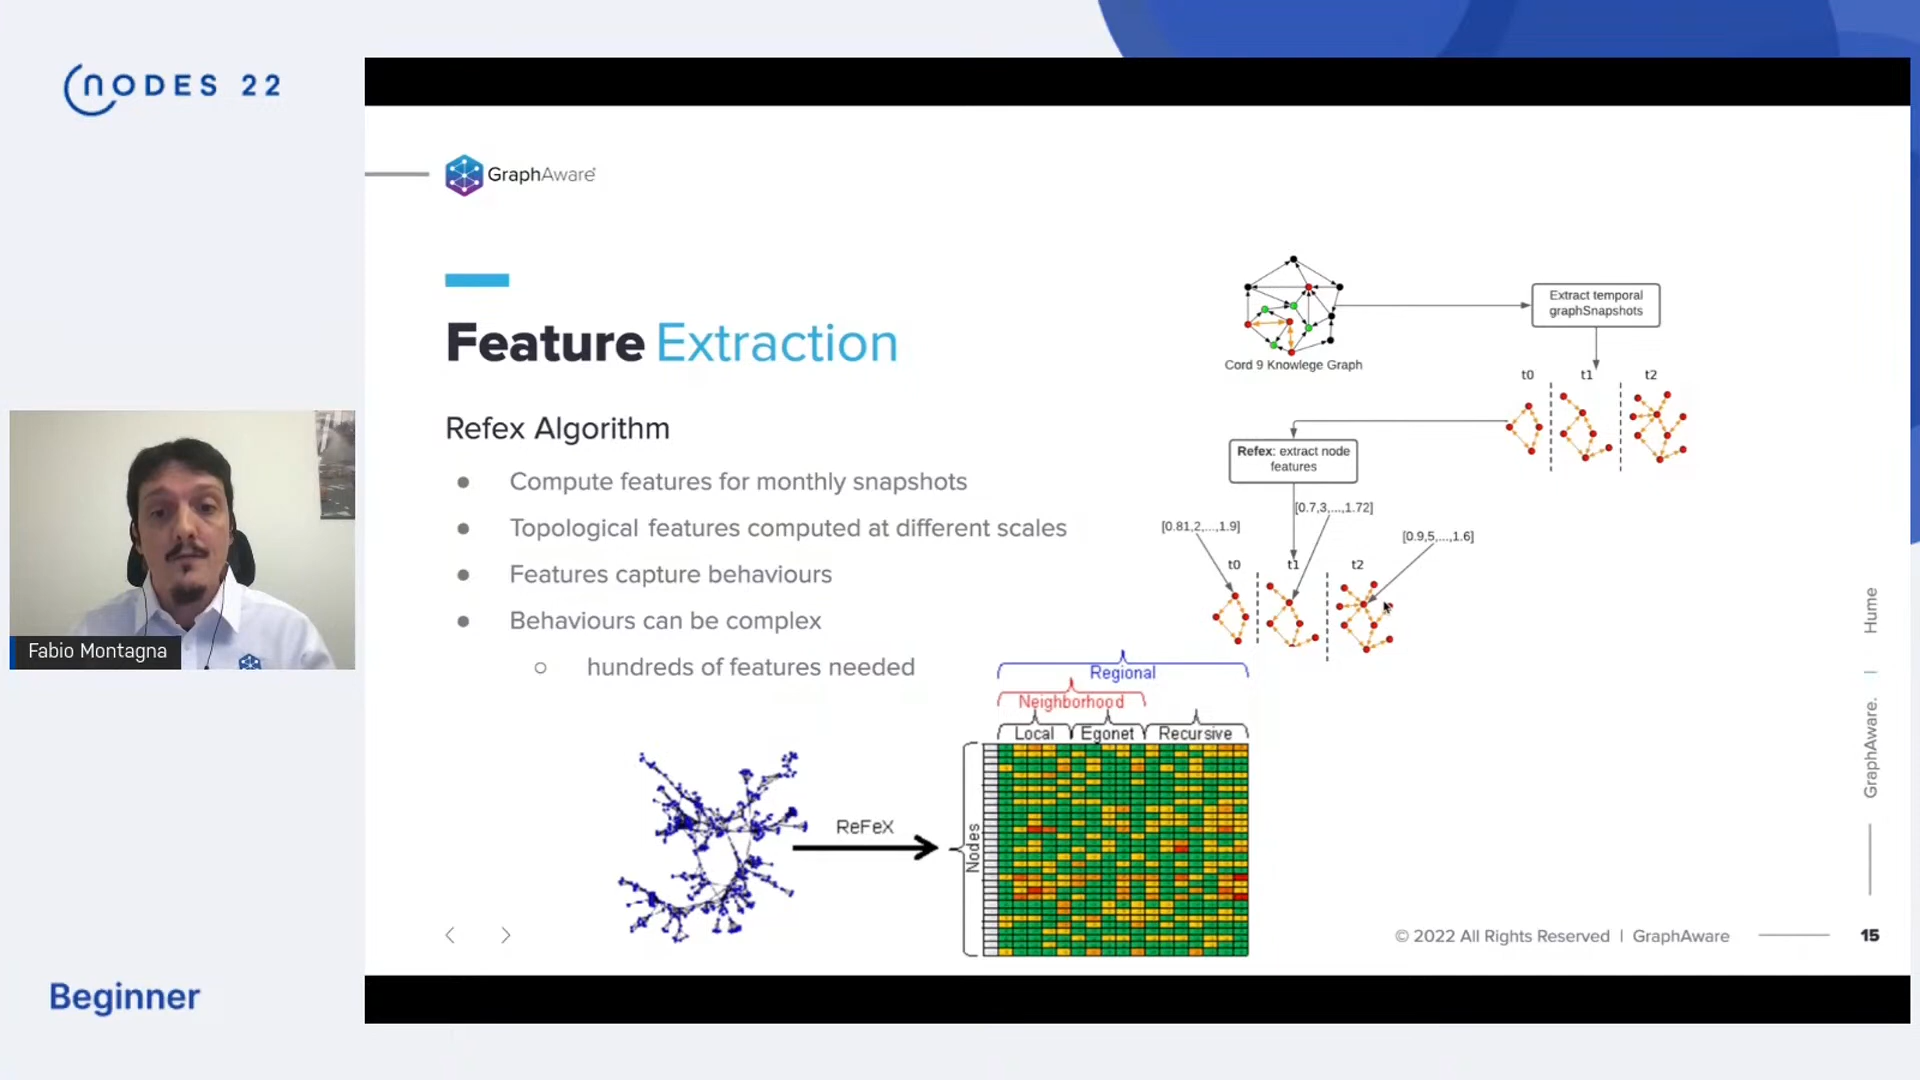 NODES 22
GraphAware
Feature Extraction
Refex Algorithm
● Compute features for monthly snapshots
● Topological features computed at different scales
● Features capture behaviours
● Behaviours can be complex
○ hundreds of features needed
Cord 9 Knowlege Graph
Extract temporal
graphSnapshots
t0 t1 t2
Refex: extract node
features
[0.81,2,...,1.9]
[0.7,3,...,1.72]
[0.9,5,...,1.6]
t0 t1 t2
Regional
Neighborhood
Local Egonet Recursive
ReFeX
Nodes
Fabio Montagna
GraphAware. | Hume
© 2022 All Rights Reserved | GraphAware
15
Beginner